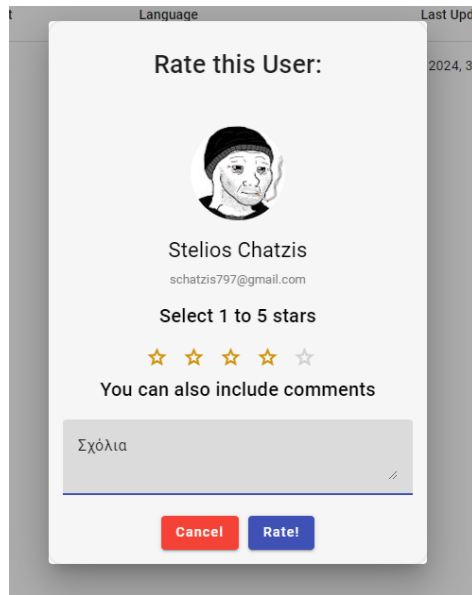 t Language Last Upd
2024, 3
Rate this User:
Stelios Chatzis
schatzis797@gmail.com
Select 1 to 5 stars
You can also include comments
Σχόλια
Cancel Rate!